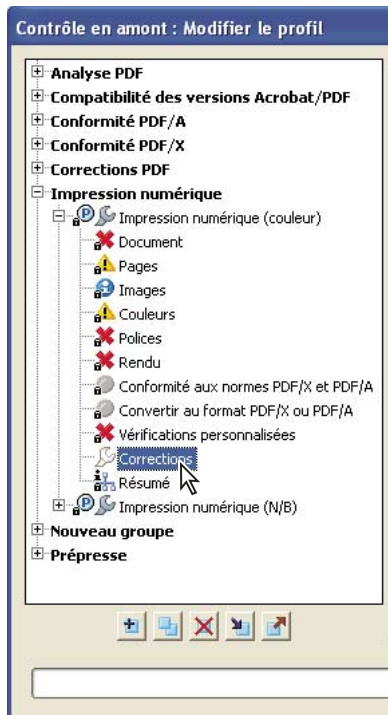 Contrôle en amont : Modifier le profil
Analyse PDF
Compatibilité des versions Acrobat/PDF
Conformité PDF/A
Conformité PDF/X
Corrections PDF
Impression numérique
Impression numérique (couleur)
Document
Pages
Images
Couleurs
Polices
Rendu
Conformité aux normes PDF/X et PDF/A
Convertir au format PDF/X ou PDF/A
Vérifications personnalisées
Corrections
Résumé
Impression numérique (N/B)
Nouveau groupe
Prépresse